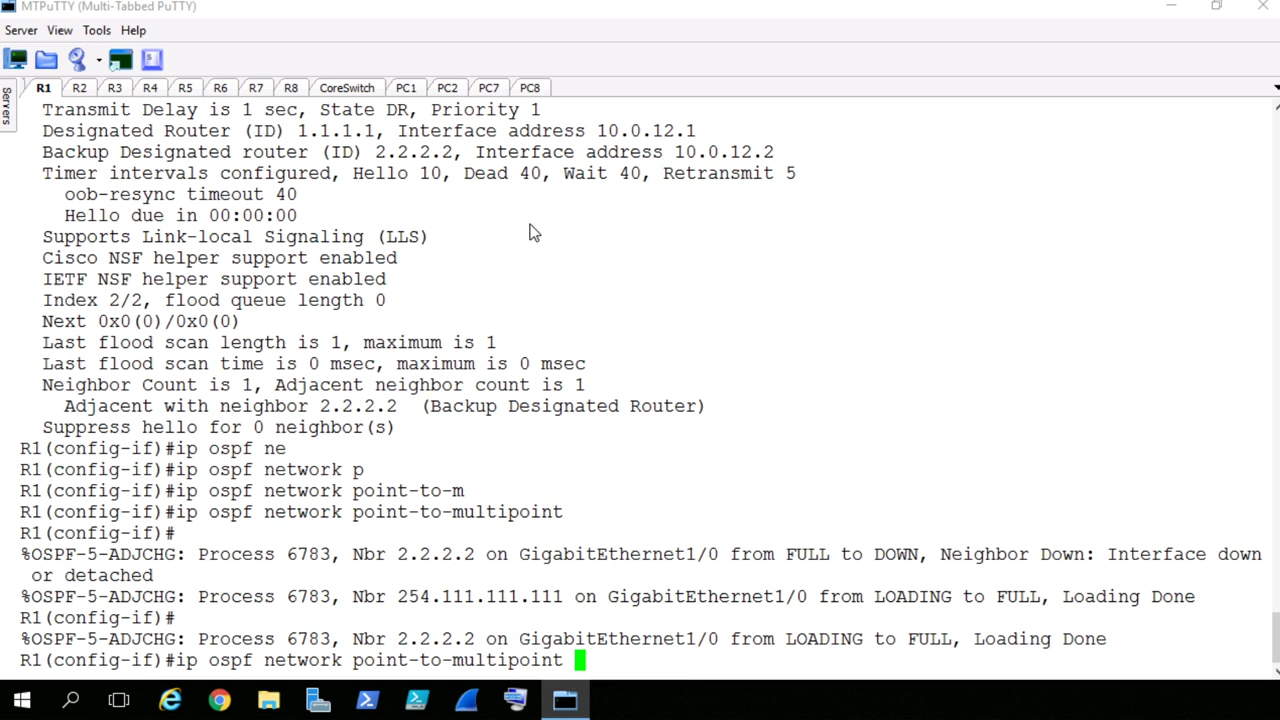 MTPuTTY (Multi-Tabbed PuTTY)
Server View Tools Help
R1 R2 R3 R4 R5 R6 R7 R8 CoreSwitch PC1 PC2 PC7 PC8
Servers
Transmit Delay is 1 sec, State DR, Priority 1
Designated Router (ID) 1.1.1.1, Interface address 10.0.12.1
Backup Designated router (ID) 2.2.2.2, Interface address 10.0.12.2
Timer intervals configured, Hello 10, Dead 40, Wait 40, Retransmit 5
oob-resync timeout 40
Hello due in 00:00:00
Supports Link-local Signaling (LLS)
Cisco NSF helper support enabled
IETF NSF helper support enabled
Index 2/2, flood queue length 0
Next 0x0(0)/0x0(0)
Last flood scan length is 1, maximum is 1
Last flood scan time is 0 msec, maximum is 0 msec
Neighbor Count is 1, Adjacent neighbor count is 1
Adjacent with neighbor 2.2.2.2 (Backup Designated Router)
Suppress hello for 0 neighbor(s)
R1(config-if)#ip ospf ne
R1(config-if)#ip ospf network p
R1(config-if)#ip ospf network point-to-m
R1(config-if)#ip ospf network point-to-multipoint
R1(config-if)#
%OSPF-5-ADJCHG: Process 6783, Nbr 2.2.2.2 on GigabitEthernet1/0 from FULL to DOWN, Neighbor Down: Interface down
or detached
%OSPF-5-ADJCHG: Process 6783, Nbr 254.111.111.111 on GigabitEthernet1/0 from LOADING to FULL, Loading Done
R1(config-if)#
%OSPF-5-ADJCHG: Process 6783, Nbr 2.2.2.2 on GigabitEthernet1/0 from LOADING to FULL, Loading Done
R1(config-if)#ip ospf network point-to-multipoint